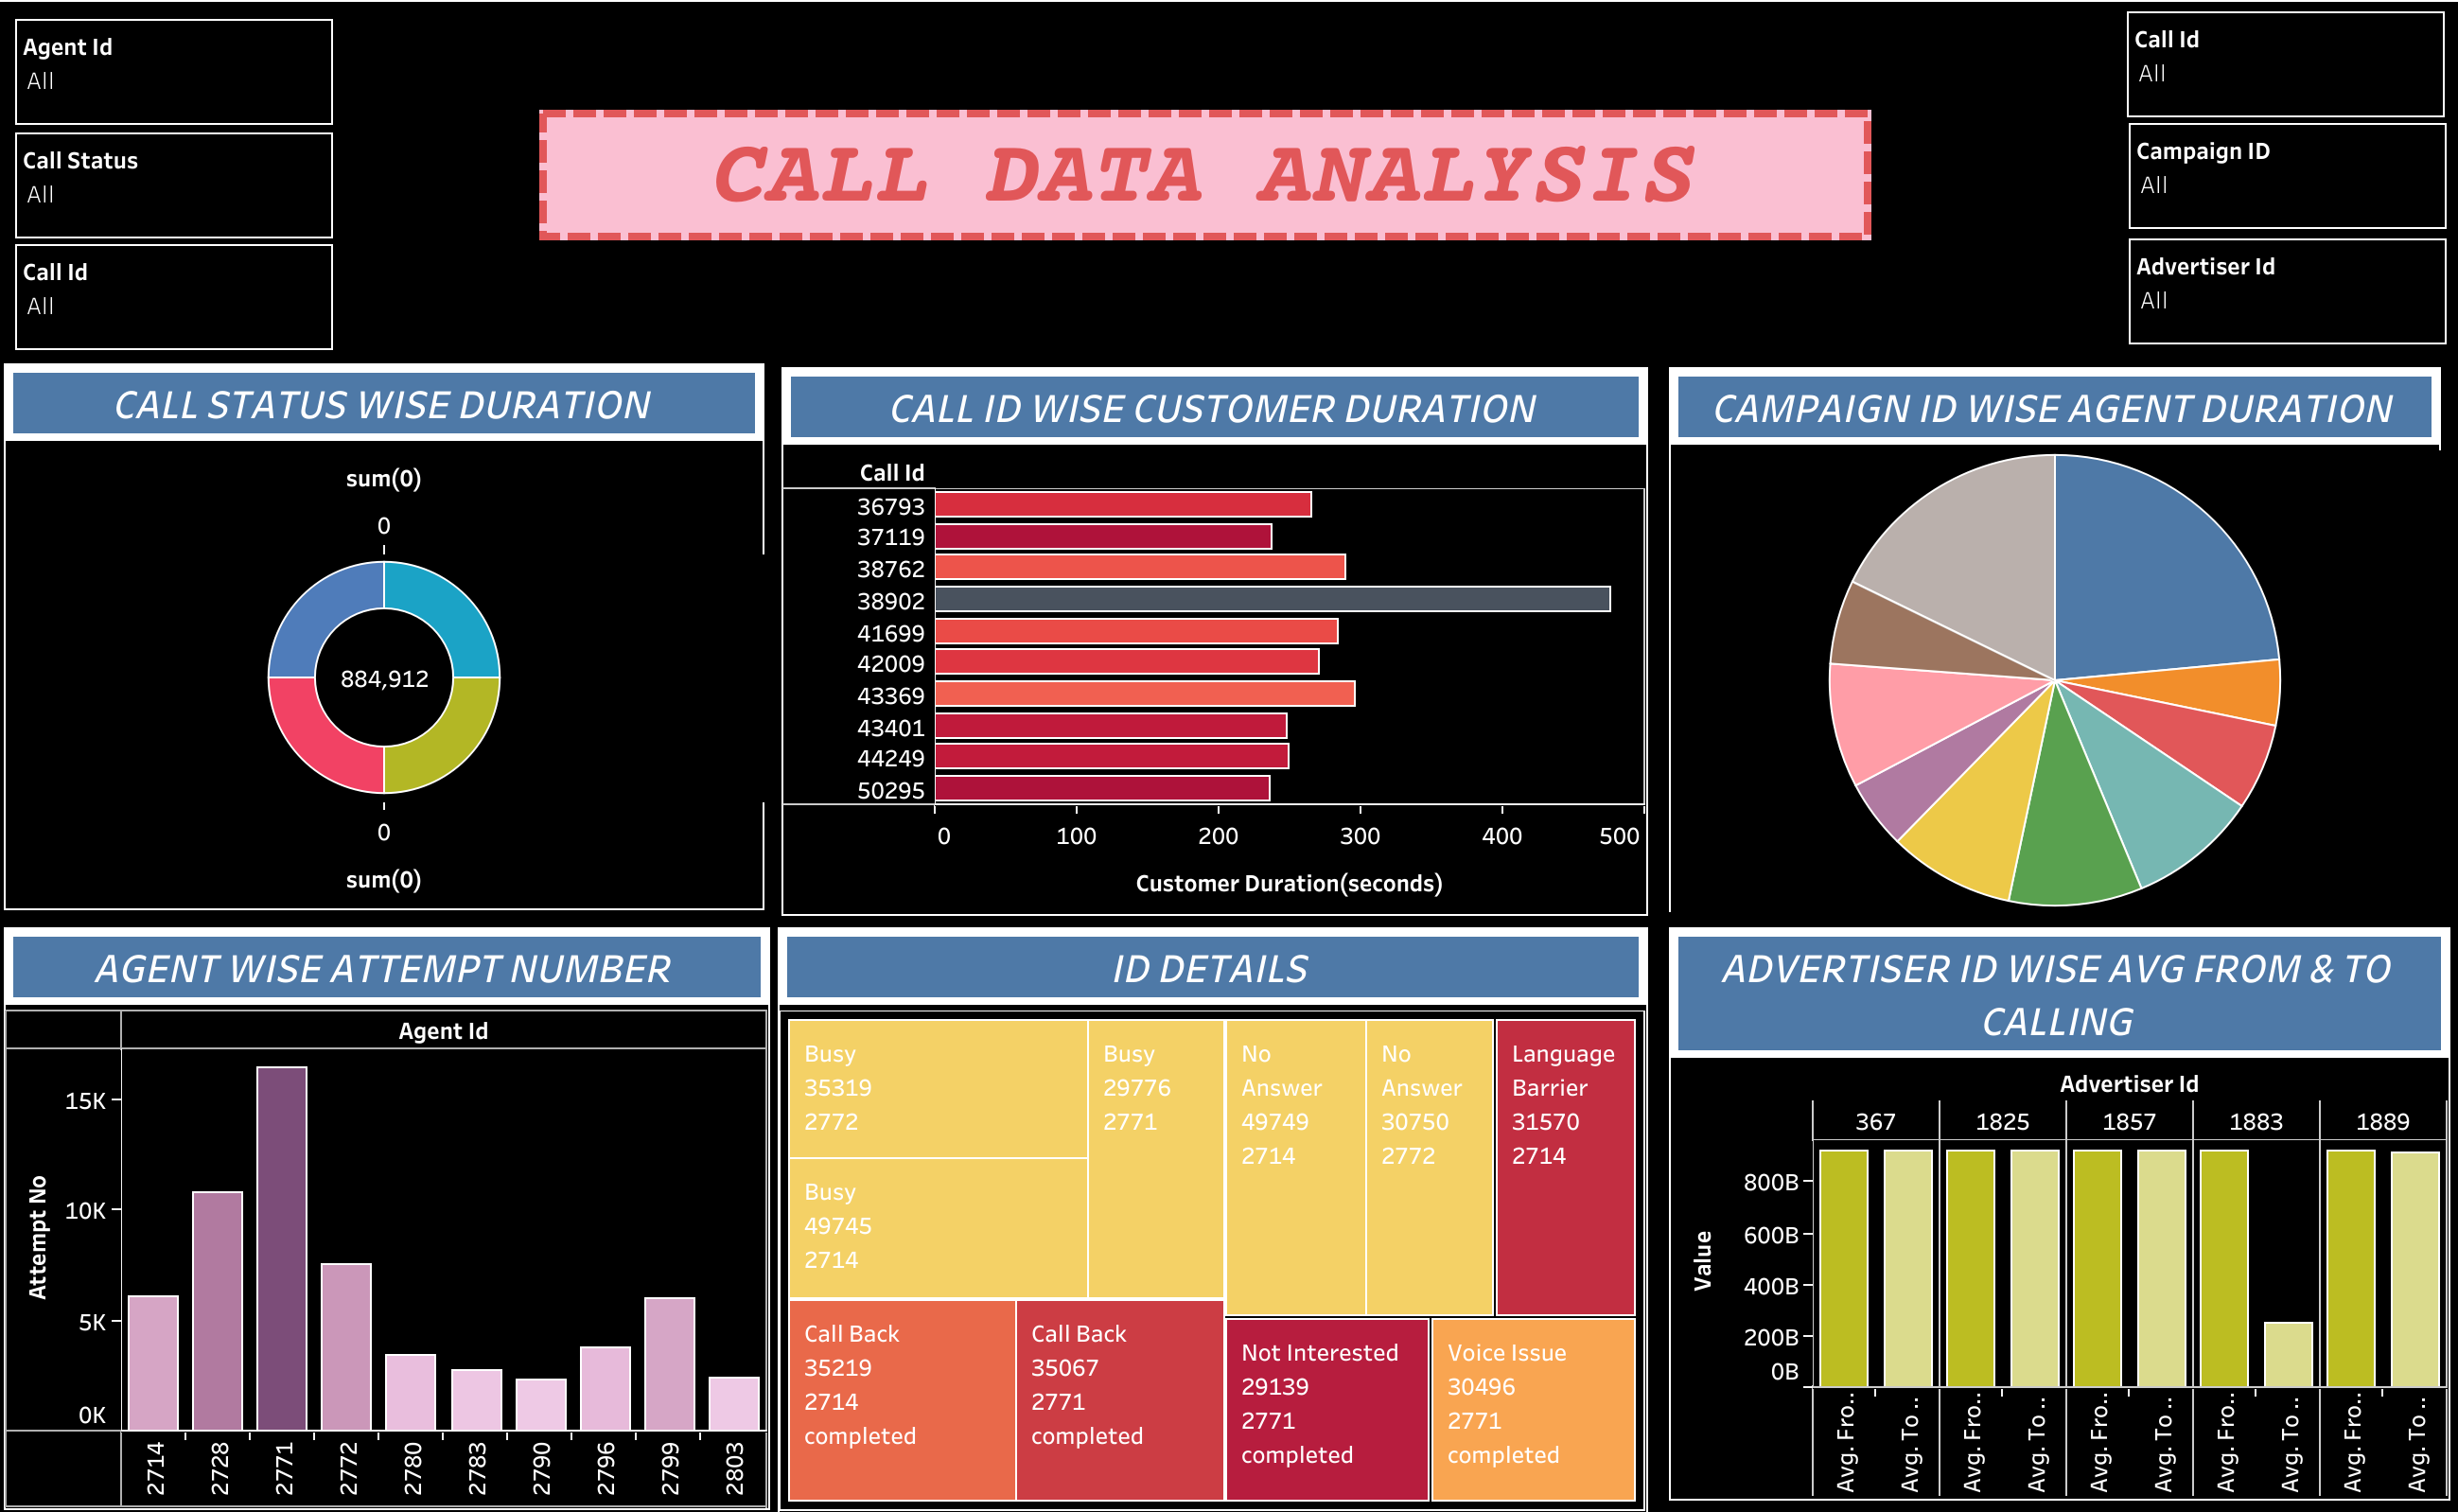 Agent Id
All
Call Status
All
Call Id
All
CALL DATA ANALYSIS
Call Id
All
Campaign ID
All
Advertiser Id
All
CALL STATUS WISE DURATION
sum(0)
0
884,912
0
sum(0)
CALL ID WISE CUSTOMER DURATION
Call Id
36793
37119
38762
38902
41699
42009
43369
43401
44249
50295
0 100 200 300 400 500
Customer Duration(seconds)
CAMPAIGN ID WISE AGENT DURATION
AGENT WISE ATTEMPT NUMBER
Agent Id
Attempt No
15K
10K
5K
0K
2714 2728 2771 2772 2780 2783 2790 2796 2799 2803
ID DETAILS
Busy
35319
2772
Busy
29776
2771
Busy
49745
2714
No
Answer
49749
2714
No
Answer
30750
2772
Language
Barrier
31570
2714
Call Back
35219
2714
completed
Call Back
35067
2771
completed
Not Interested
29139
2771
completed
Voice Issue
30496
2771
completed
ADVERTISER ID WISE AVG FROM & TO
CALLING
Advertiser Id
367 1825 1857 1883 1889
Value
800B
600B
400B
200B
0B
Avg. Fro.. Avg. To .. Avg. Fro.. Avg. To .. Avg. Fro.. Avg. To .. Avg. Fro.. Avg. To .. Avg. Fro.. Avg. To ..